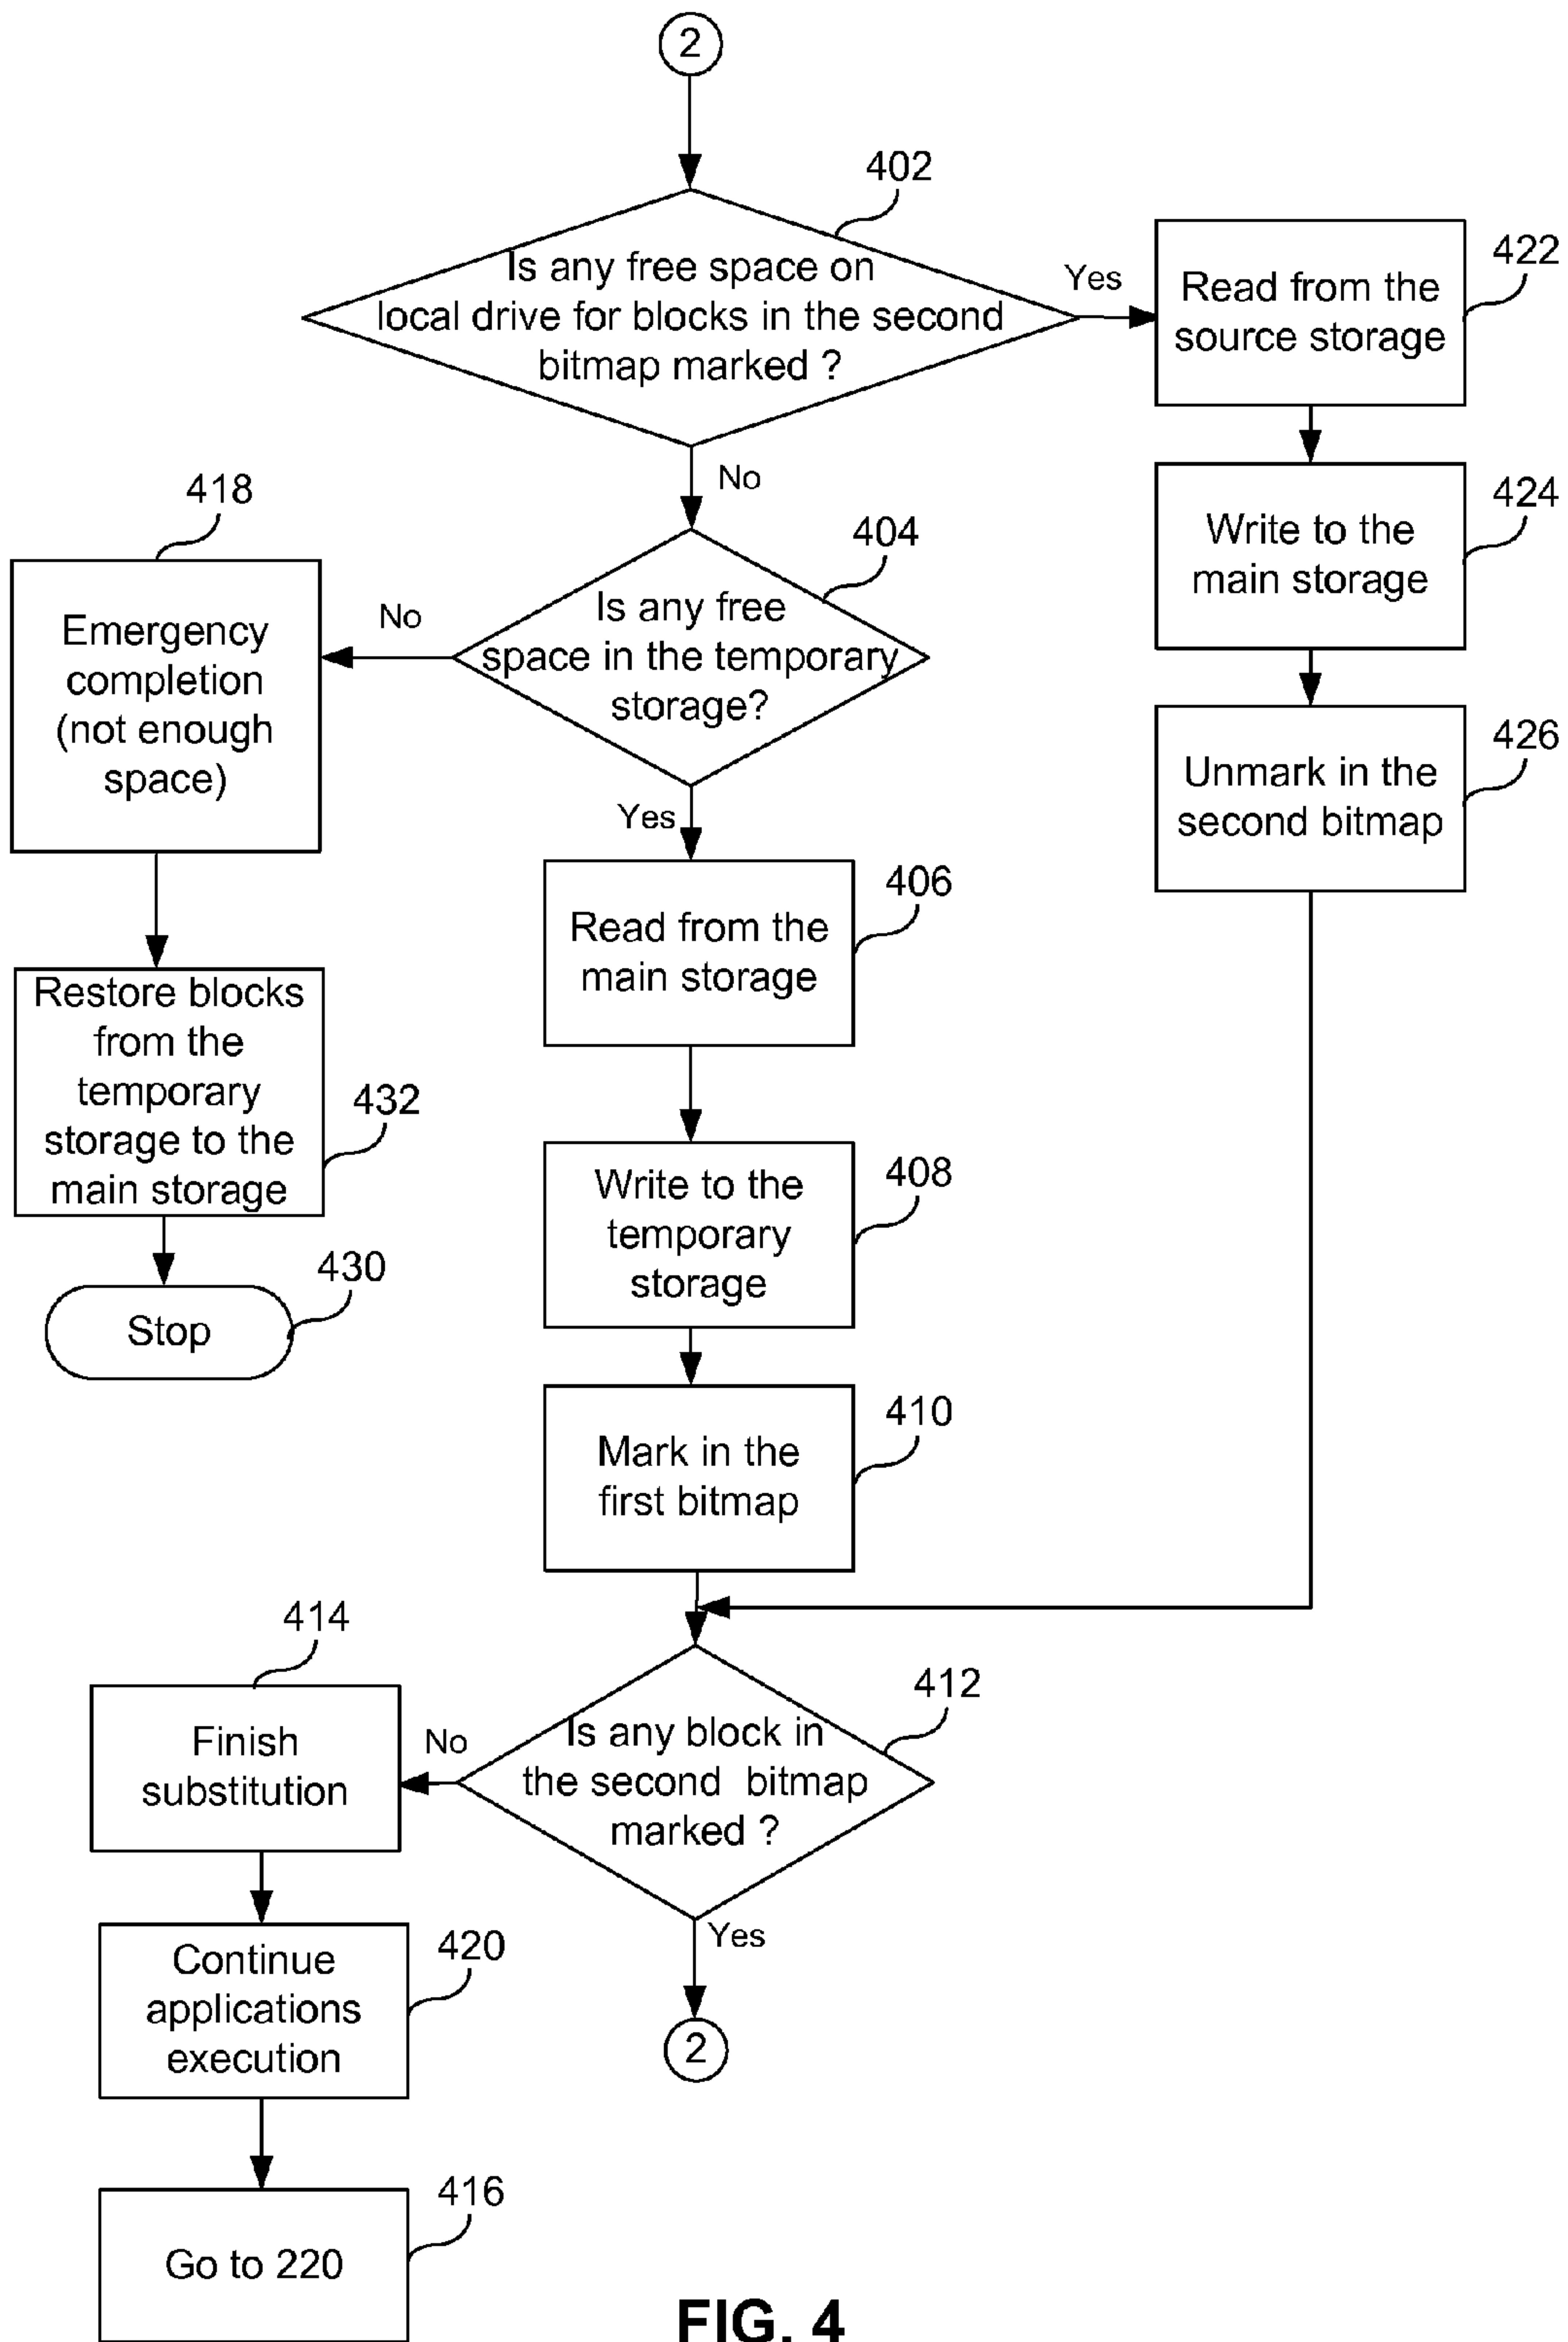 2
402
Is any free space on
local drive for blocks in the second
bitmap marked ?
Yes
422
Read from the
source storage
No
424
Write to the
main storage
418
Emergency
completion
(not enough
space)
No
404
Is any free
space in the temporary
storage?
426
Unmark in the
second bitmap
Yes
406
Read from the
main storage
Restore blocks
from the
temporary
storage to the
main storage
432
408
Write to the
temporary
storage
430
Stop
410
Mark in the
first bitmap
414
Finish
substitution
No
412
Is any block in
the second bitmap
marked ?
Yes
2
420
Continue
applications
execution
416
Go to 220
FIG. 4